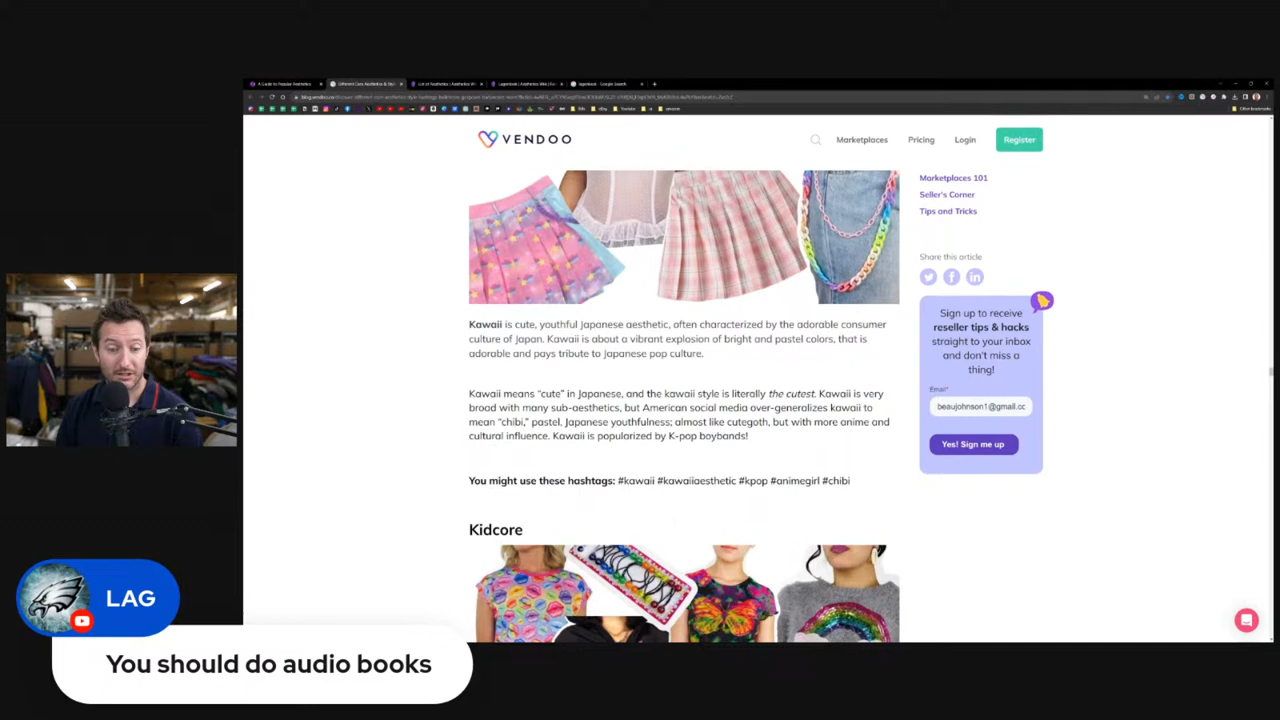 VENDOO
Marketplaces
Pricing
Login
Register
Marketplaces 101
Seller's Corner
Tips and Tricks
Share this article
Sign up to receive
reseller tips & hacks
straight to your inbox
and don't miss a
thing!
Email*
beaujohnson1@gmail.cc
Yes! Sign me up
Kawaii is cute, youthful Japanese aesthetic, often characterized by the adorable consumer
culture of Japan. Kawaii is about a vibrant explosion of bright and pastel colors, that is
adorable and pays tribute to Japanese pop culture.
Kawaii means “cute” in Japanese, and the kawaii style is literally the cutest. Kawaii is very
brood with many sub-aesthetics, but American social media over-generalizes kawaii to
mean “chibi,” pastel, Japanese youthfulness; almost like cutegoth, but with more anime and
cultural influence. Kawaii is popularized by K-pop boybands!
You might use these hashtags: #kawaii #kawaiiaesthetic #kpop #animegirl #chibi
Kidcore
LAG
You should do audio books